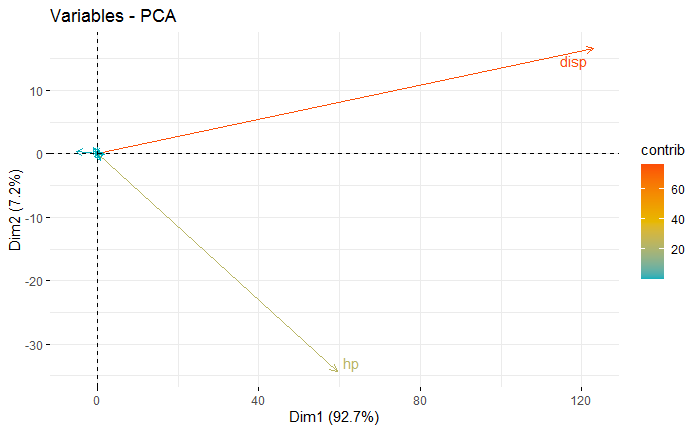 Variables - PCA
disp
hp
10
0
-10
-20
-30
Dim2 (7.2%)
0
40
80
120
Dim1 (92.7%)
contrib
60
40
20